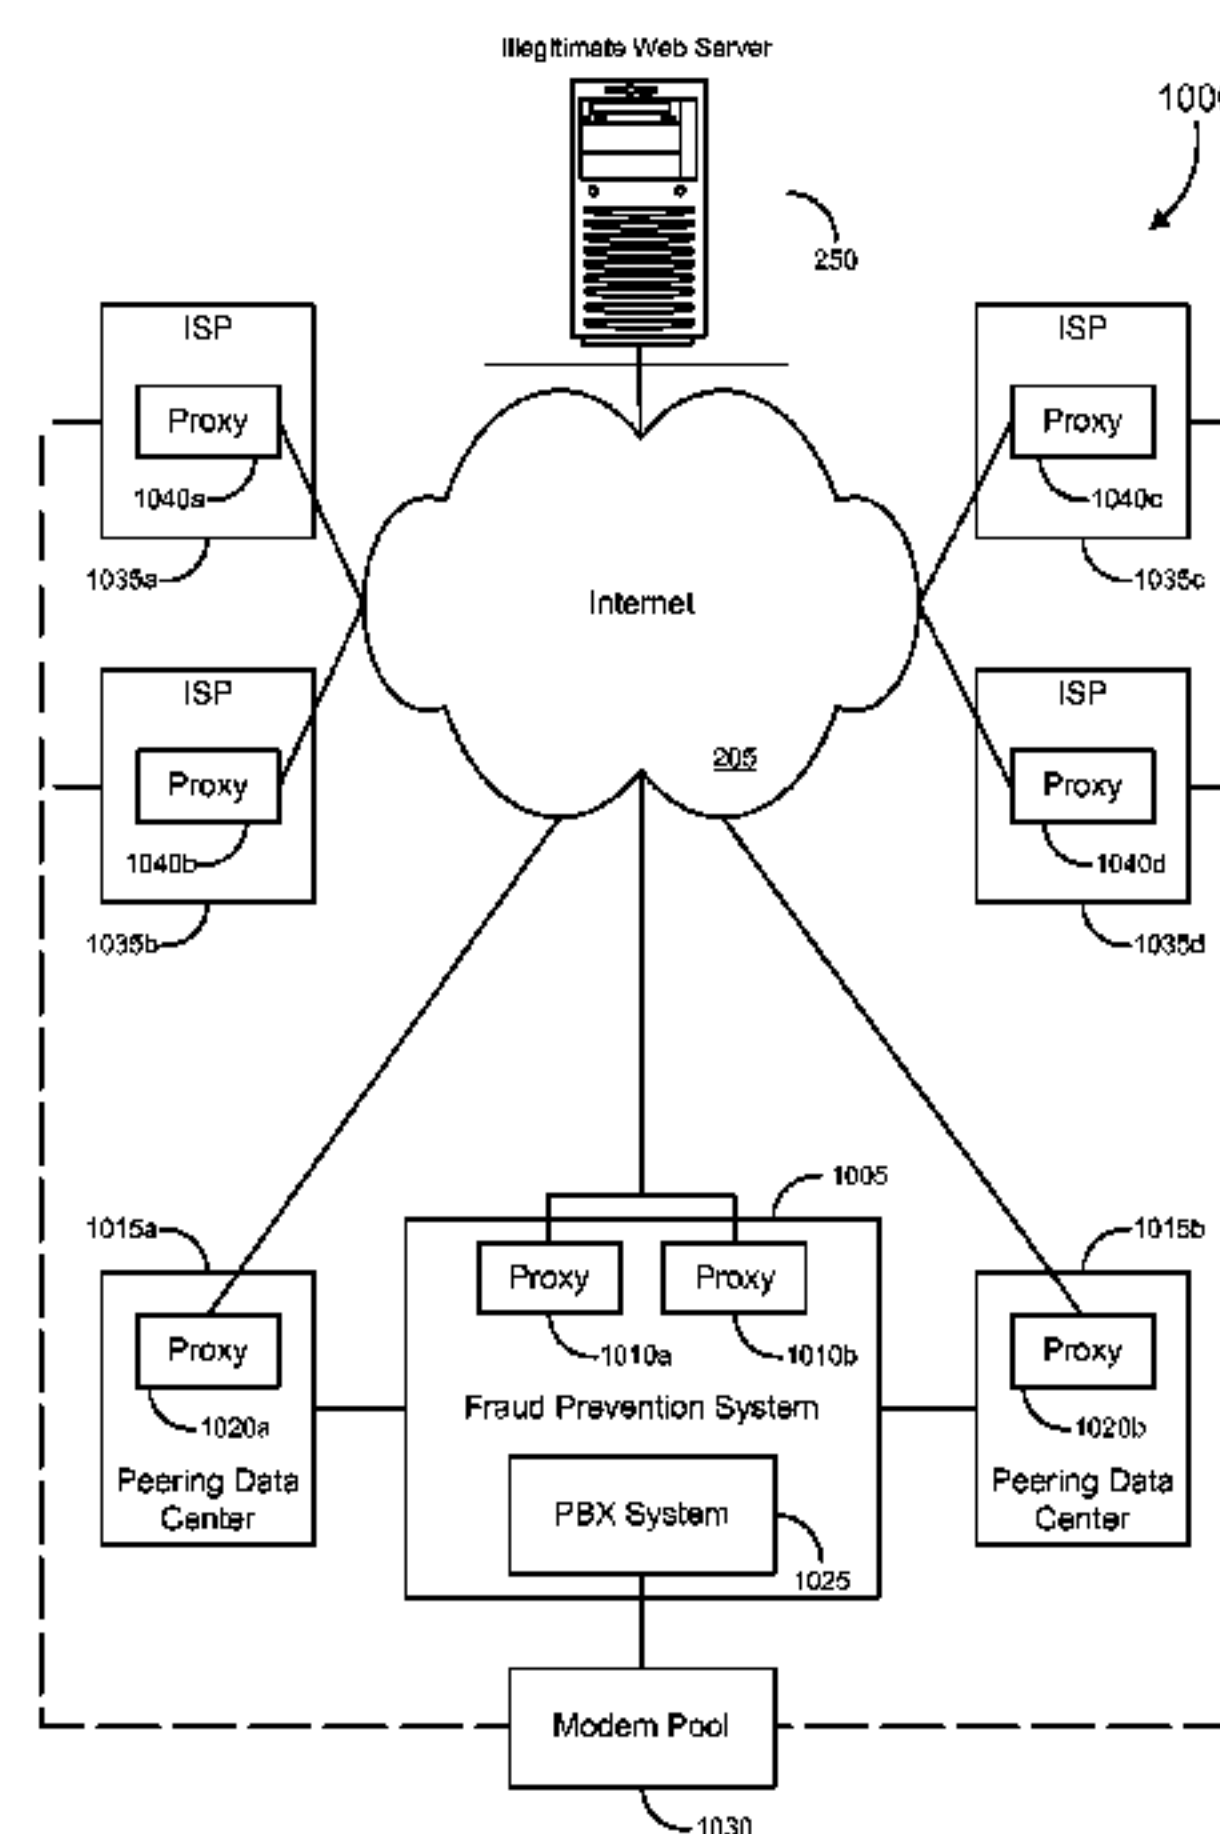 Illegitimate Web Server
100
250
ISP
Proxy
1040a
1035a
ISP
Proxy
1040c
1035c
Internet
205
ISP
Proxy
1040b
1035b
ISP
Proxy
1040d
1035d
1005
1015a
Proxy
1020a
Peering Data
Center
Proxy
1010a
Proxy
1010b
Fraud Prevention System
PBX System
1025
1015b
Proxy
1020b
Peering Data
Center
Modem Pool
1030